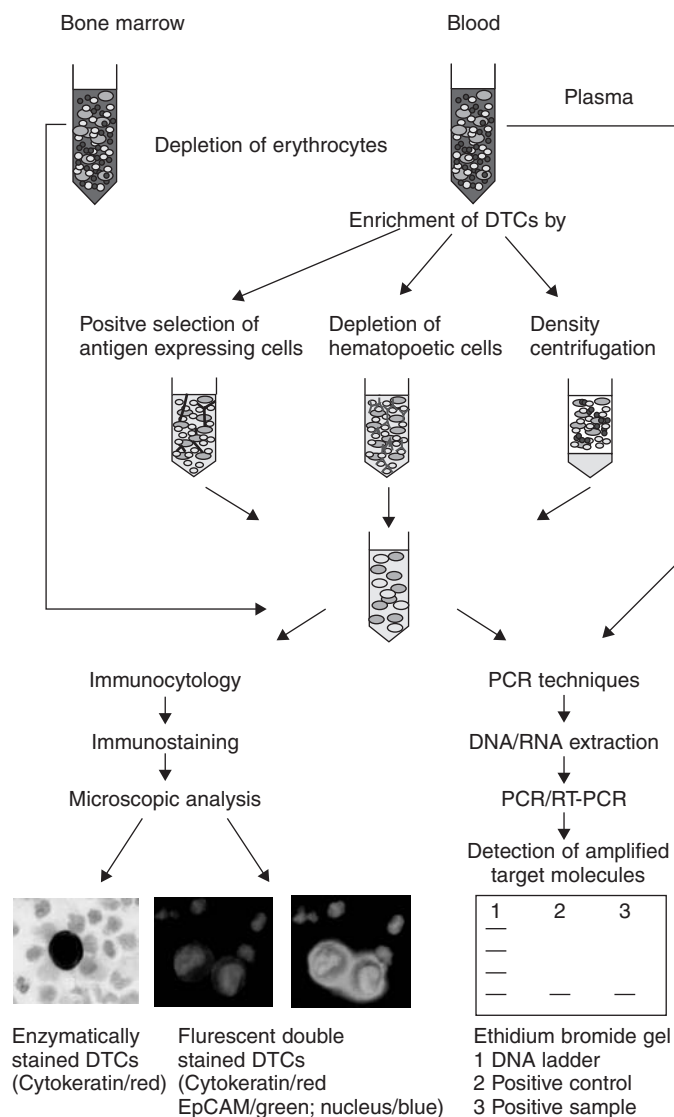 Bone marrow
Blood
Plasma
Depletion of erythrocytes
Enrichment of DTCs by
Positve selection of
antigen expressing cells
Depletion of
hematopoetic cells
Density
centrifugation
Immunocytology
Immunostaining
Microscopic analysis
PCR techniques
DNA/RNA extraction
PCR/RT-PCR
Detection of amplified
target molecules
1 2 3
Enzymatically
stained DTCs
(Cytokeratin/red)
Flurescent double
stained DTCs
(Cytokeratin/red
EpCAM/green; nucleus/blue)
Ethidium bromide gel
1 DNA ladder
2 Positive control
3 Positive sample